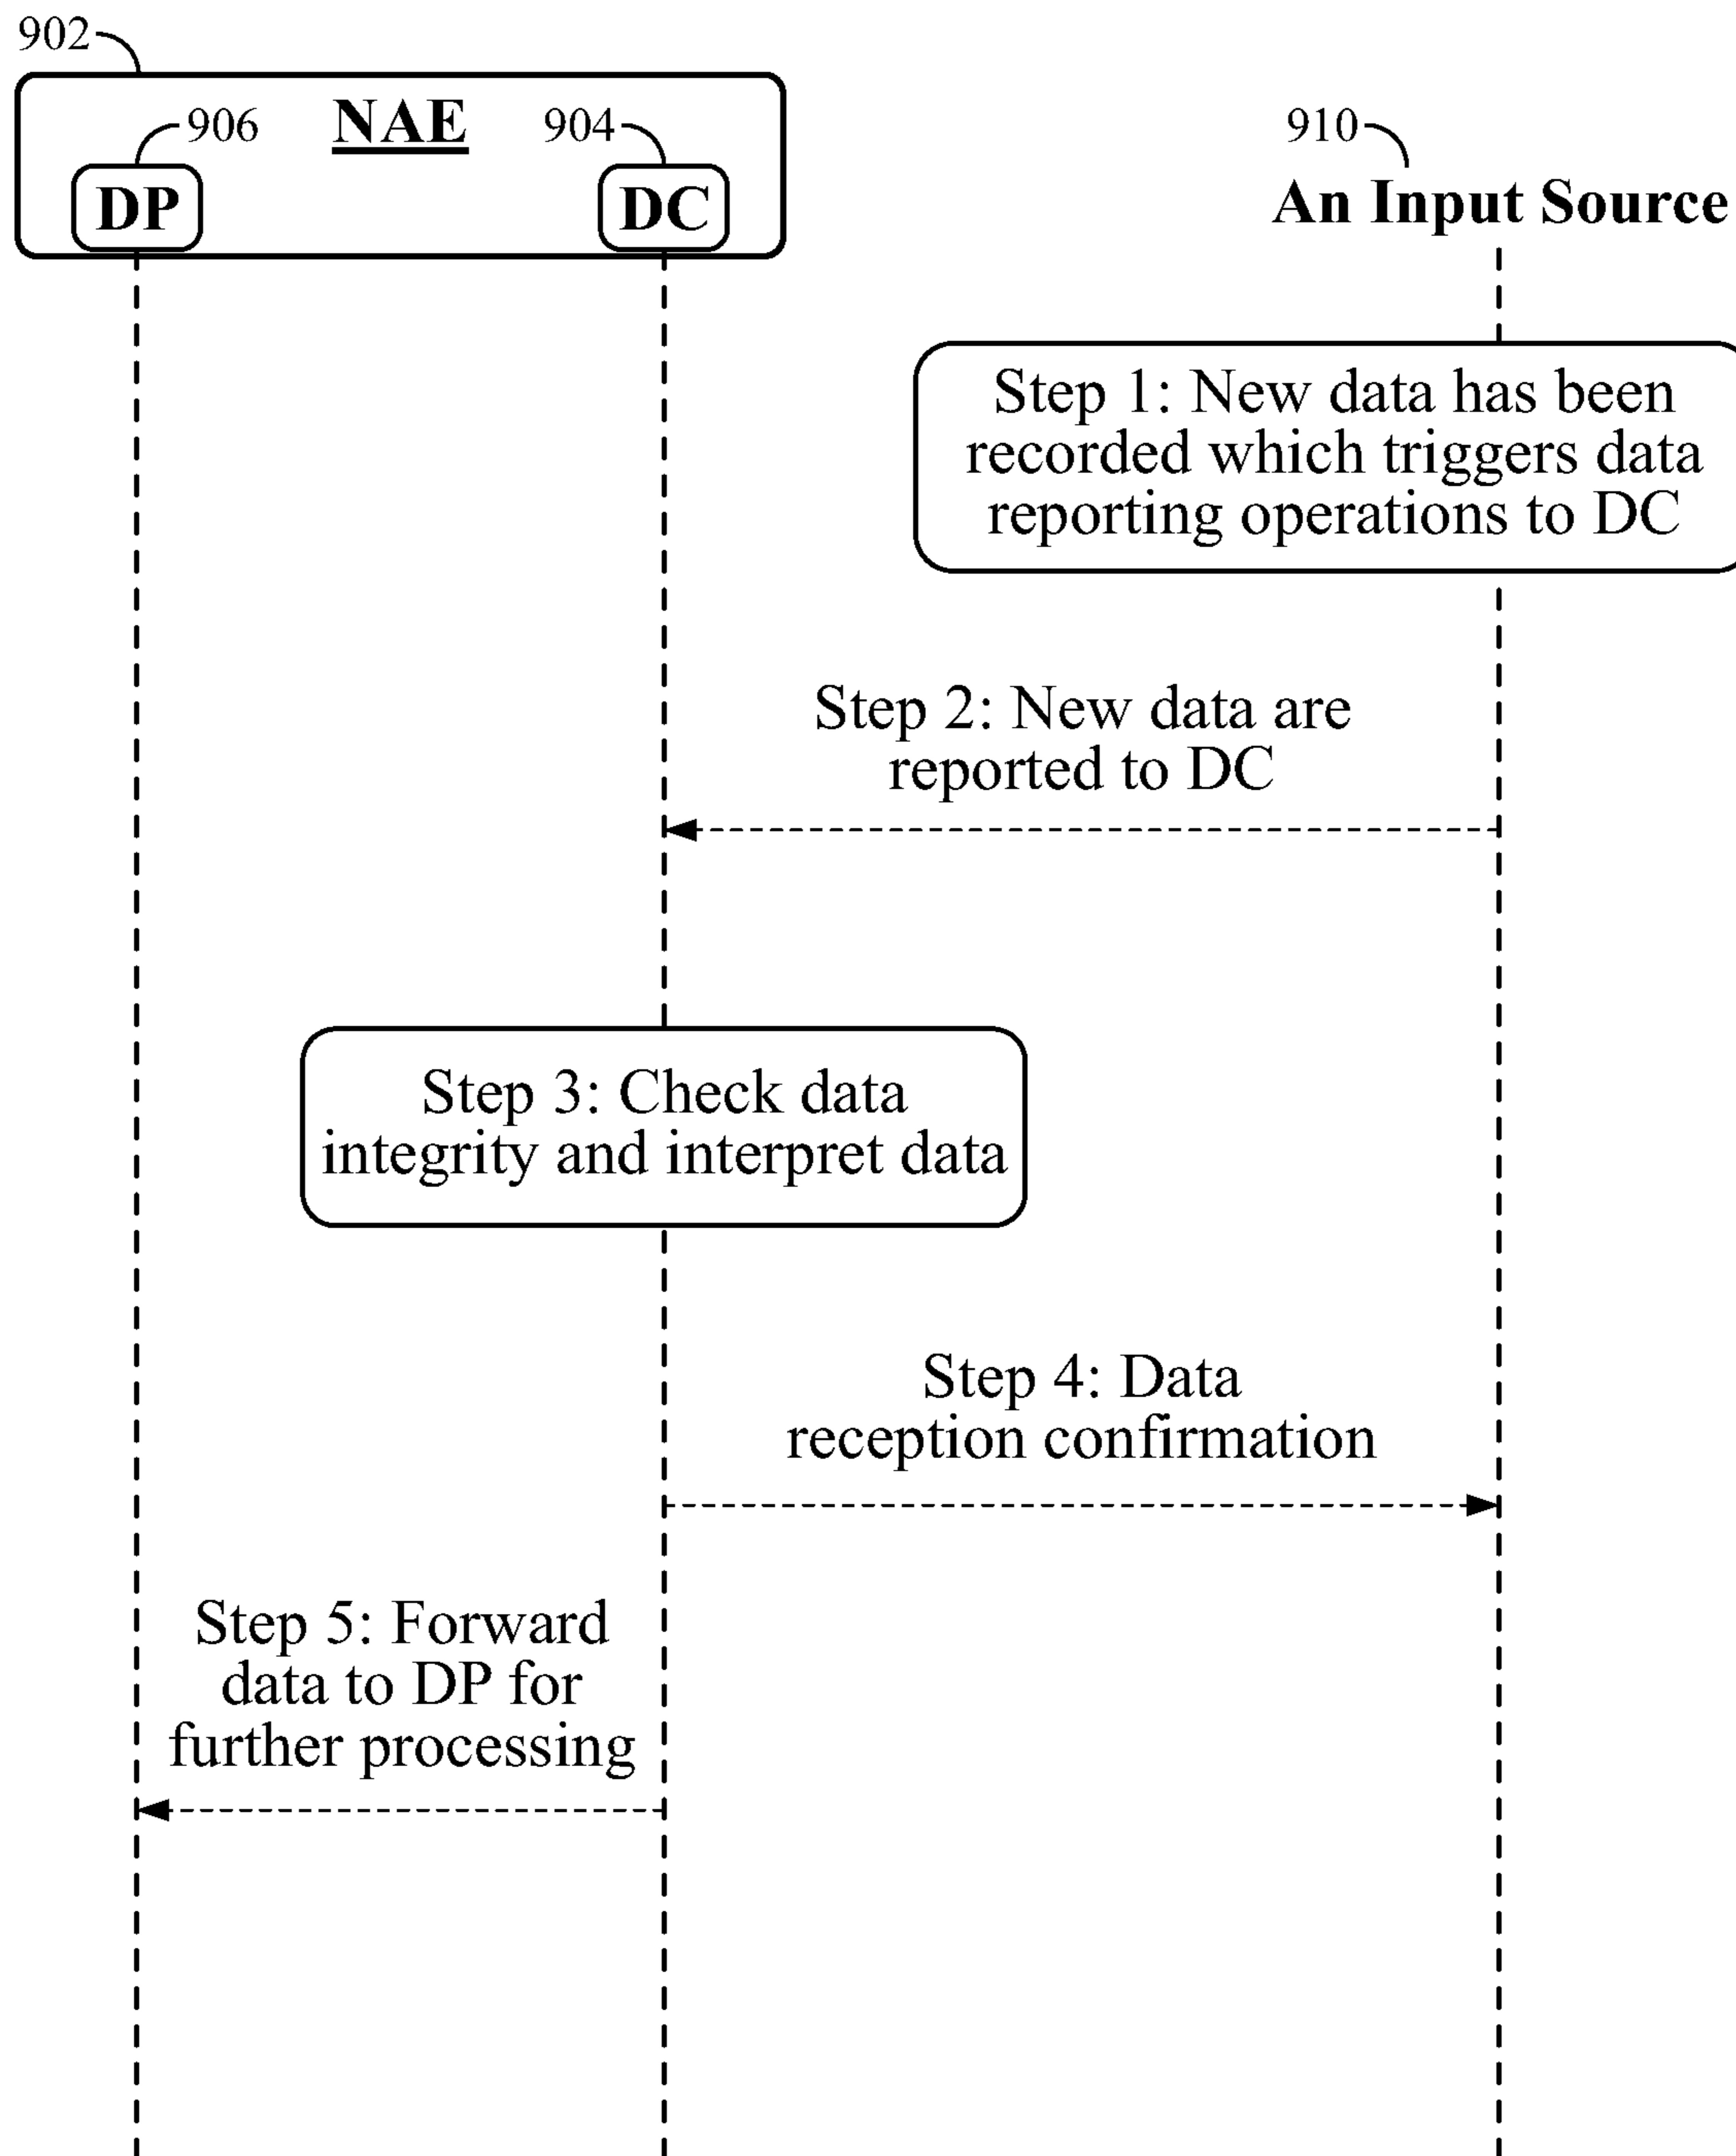 902
906
NAE
904
910
DP
DC
An Input Source
Step 1: New data has been
recorded which triggers data
reporting operations to DC
Step 2: New data are
reported to DC
Step 3: Check data
integrity and interpret data
Step 4: Data
reception confirmation
Step 5: Forward
data to DP for
further processing